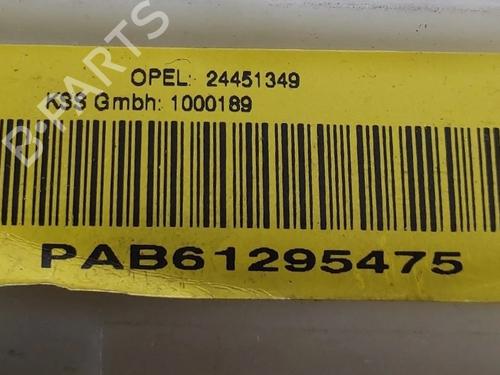 OPEL: 24451349
KSS Gmbh: 1000189
PAB61295475
B-PARTS